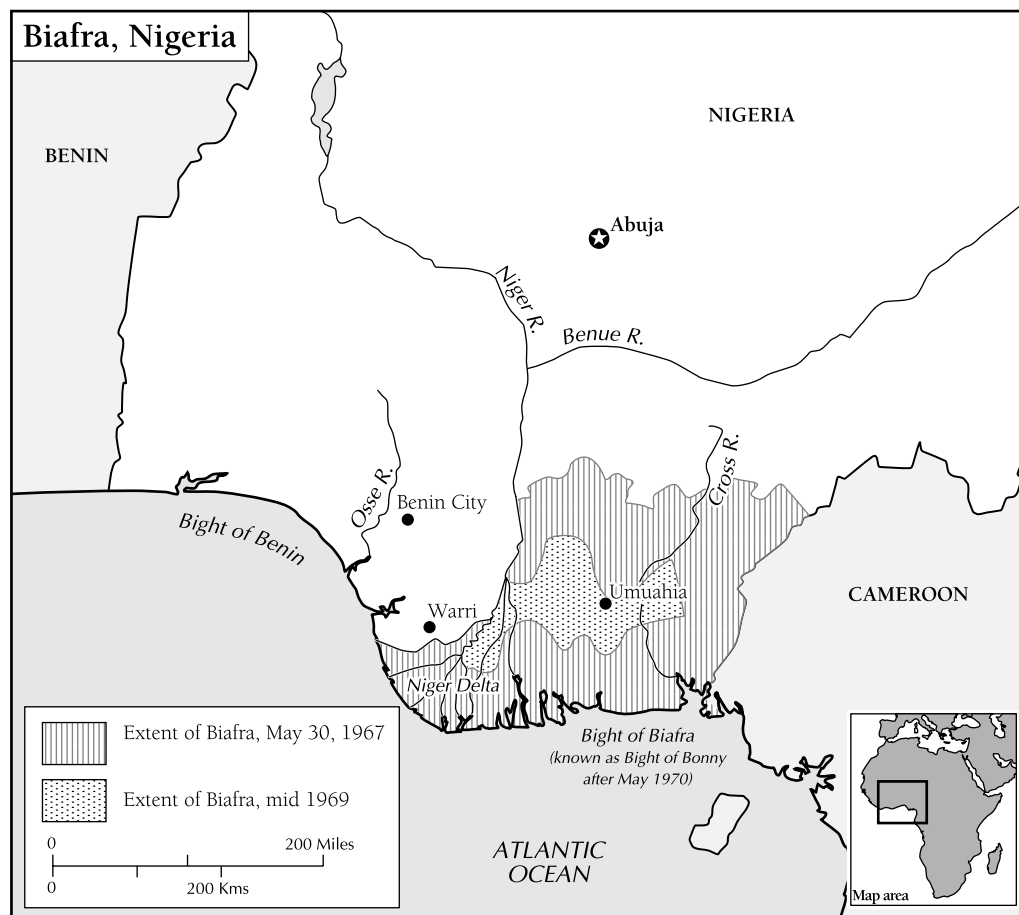 Biafra, Nigeria
BENIN
NIGERIA
Abuja
Niger R.
Benue R.
Osse R.
Benin City
Cross R.
Bight of Benin
Umuahia
CAMEROON
Warri
Niger Delta
Bight of Biafra
(known as Bight of Bonny
after May 1970)
Extent of Biafra, May 30, 1967
Extent of Biafra, mid 1969
0
200 Miles
0
200 Kms
ATLANTIC
OCEAN
Map area